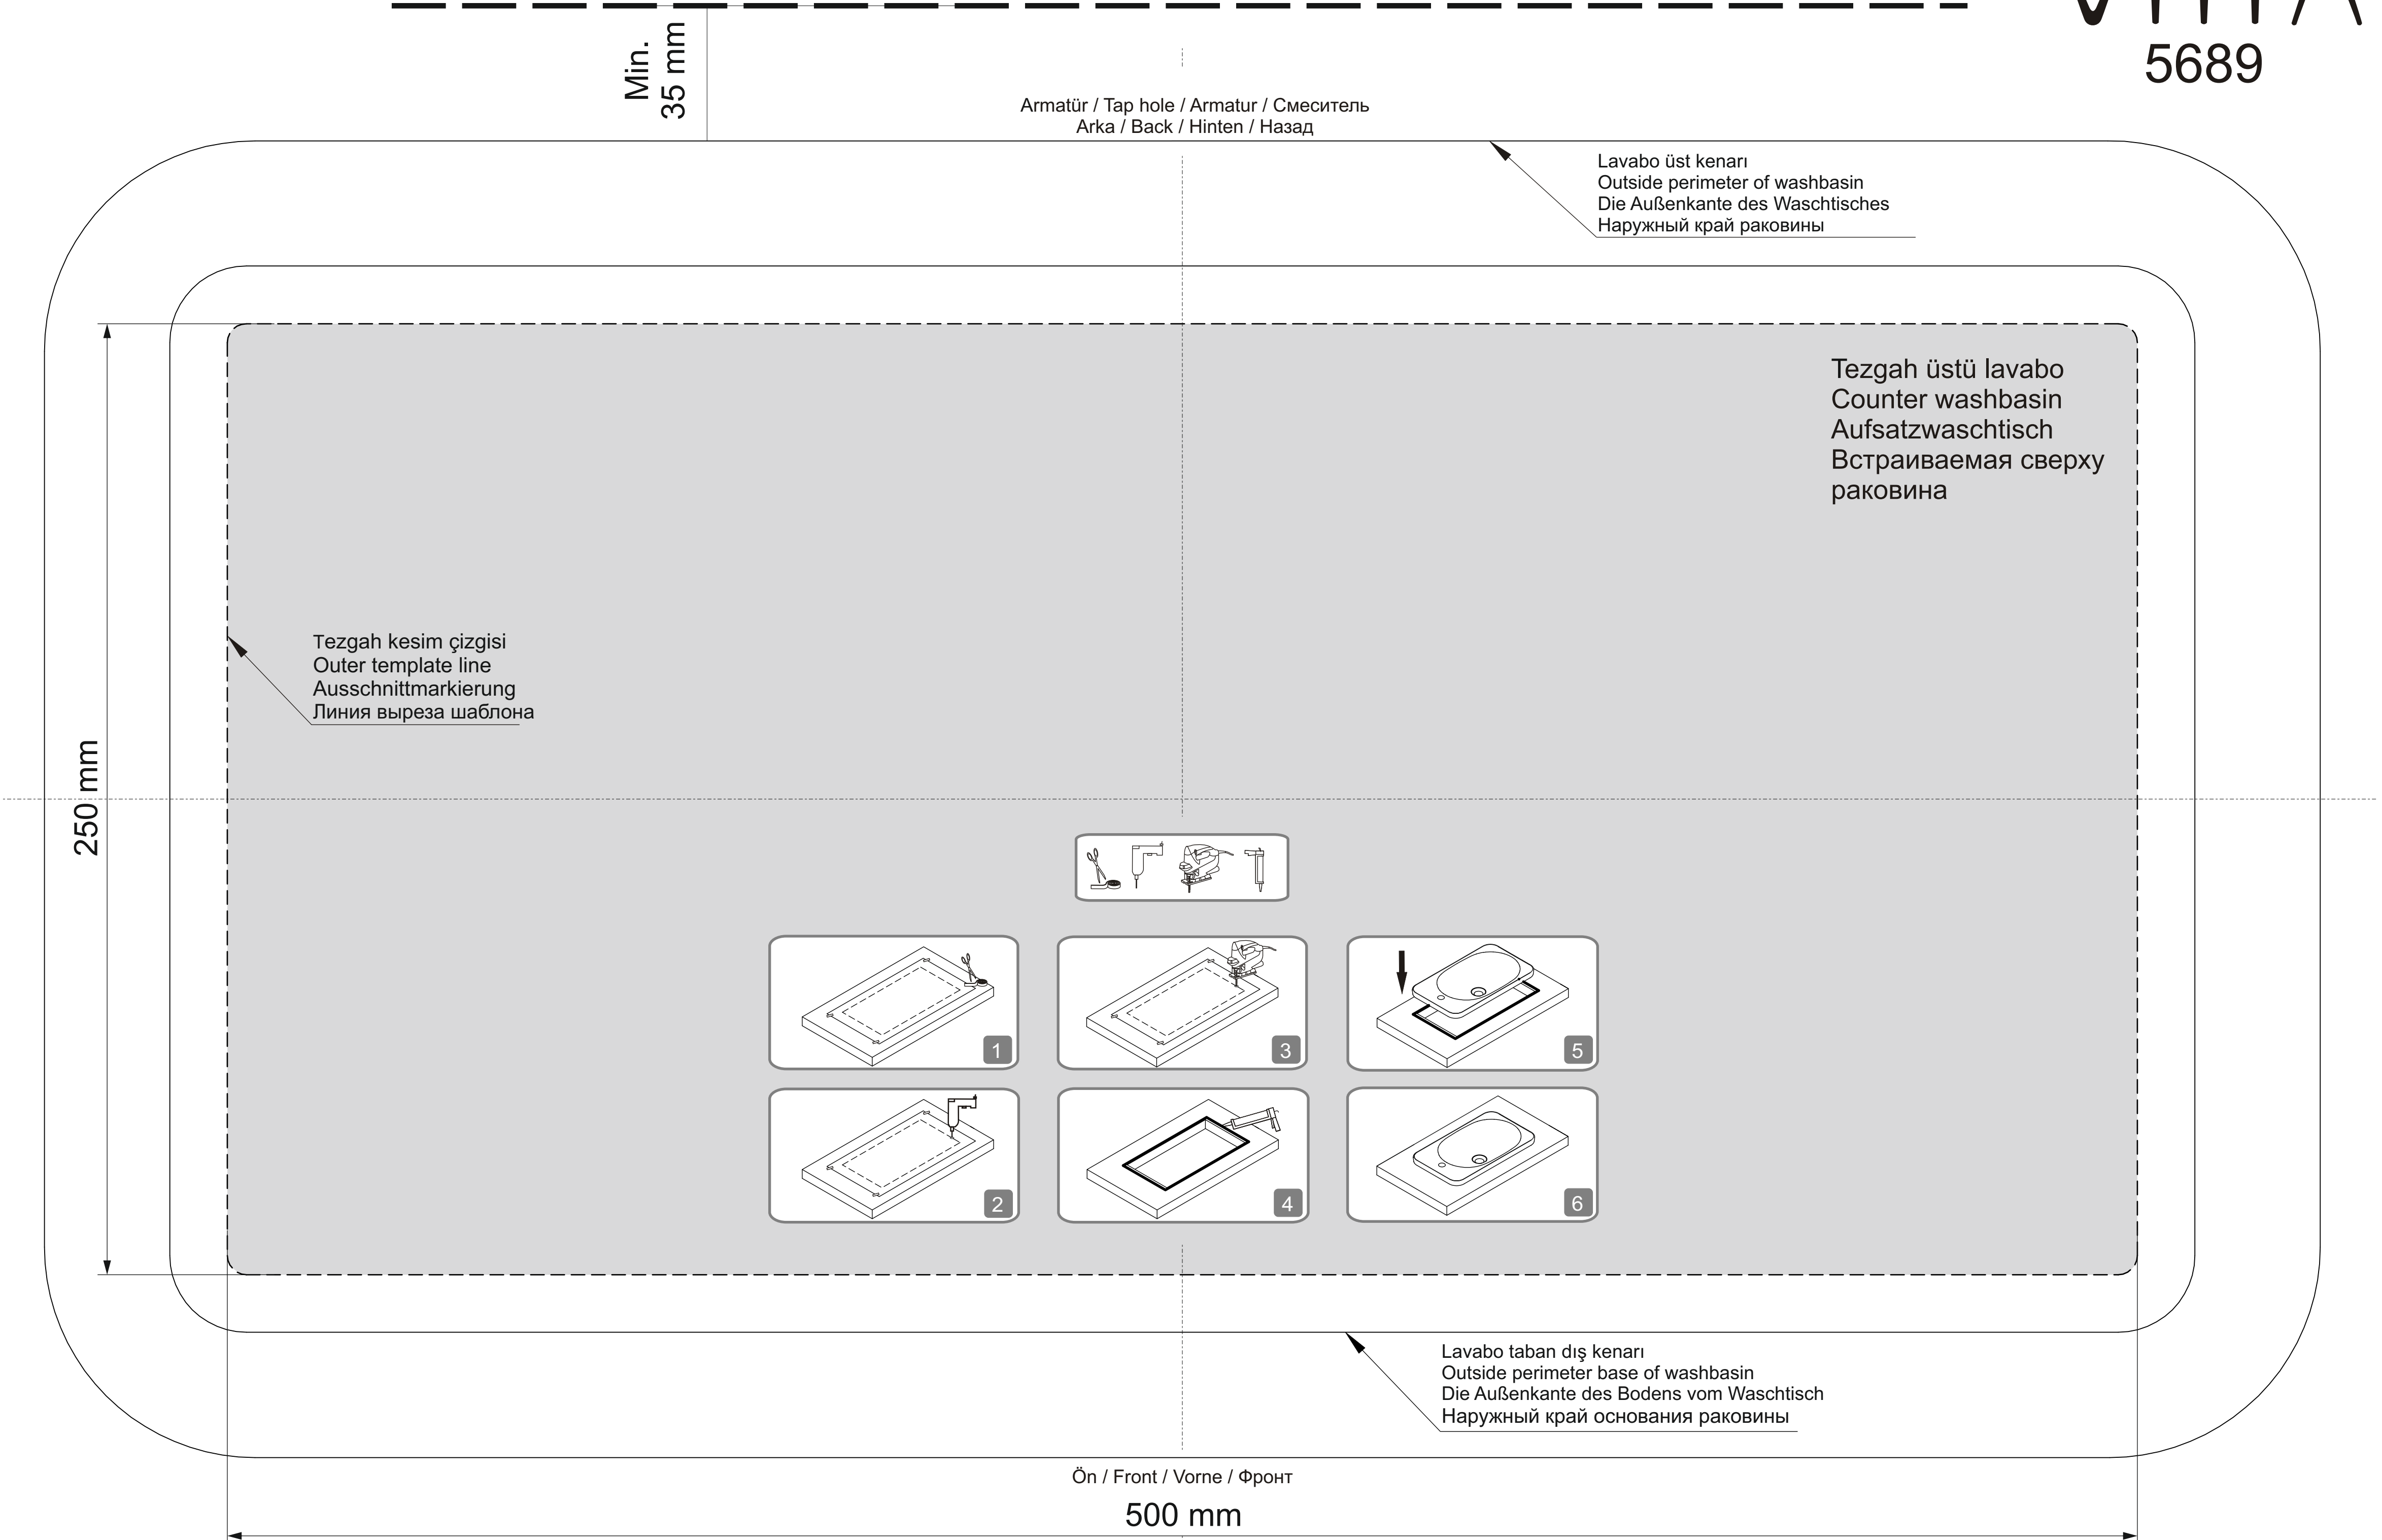 5689
Min.
35 mm
Armatür / Tap hole / Armatur / Смеситель
Arka / Back / Hinten / Назад
Lavabo üst kenarı
Outside perimeter of washbasin
Die Außenkante des Waschtisches
Наружный край раковины
Tezgah üstü lavabo
Counter washbasin
Aufsatzwaschtisch
Встраиваемая сверху
раковина
Tezgah kesim çizgisi
Outer template line
Ausschnittmarkierung
Линия выреза шаблона
250 mm
1
3
5
2
4
6
Lavabo taban dış kenarı
Outside perimeter base of washbasin
Die Außenkante des Bodens vom Waschtisch
Наружный край основания раковины
Ön / Front / Vorne / Фронт
500 mm